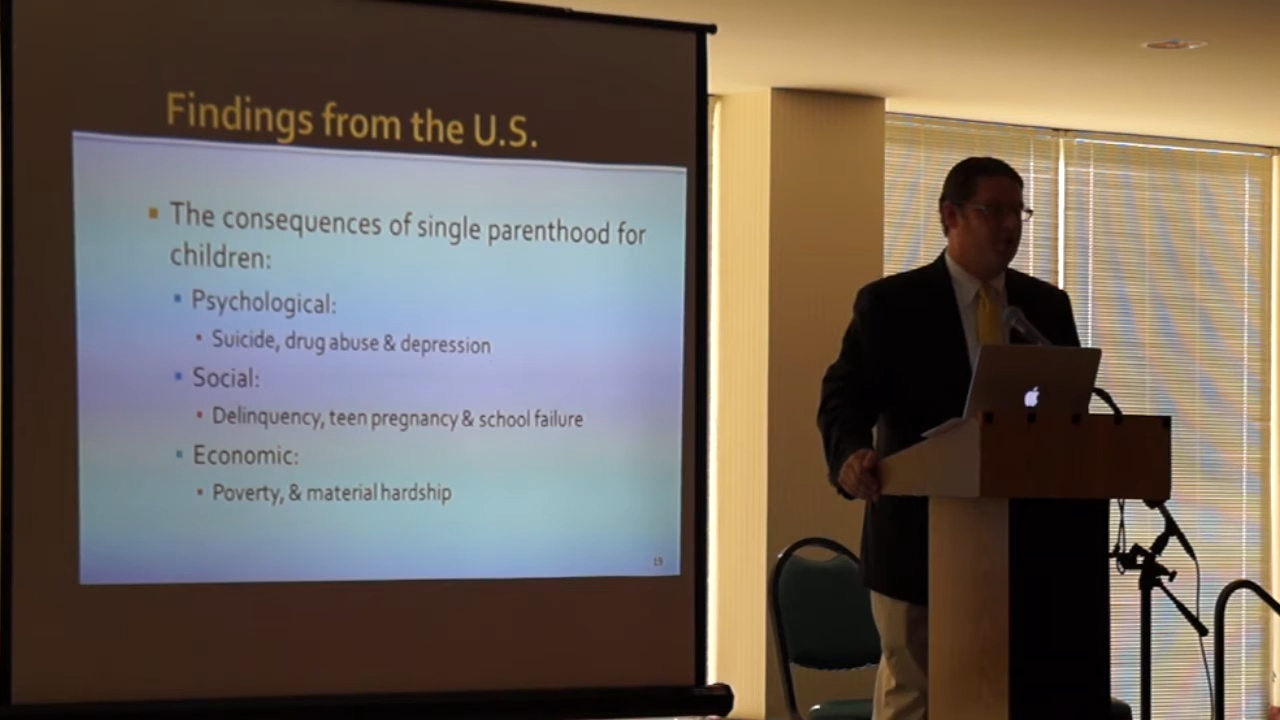 Findings from the U.S.
The consequences of single parenthood for
children:
Psychological:
Suicide, drug abuse & depression
Social:
Delinquency, teen pregnancy & school failure
Economic:
Poverty, & material hardship
19